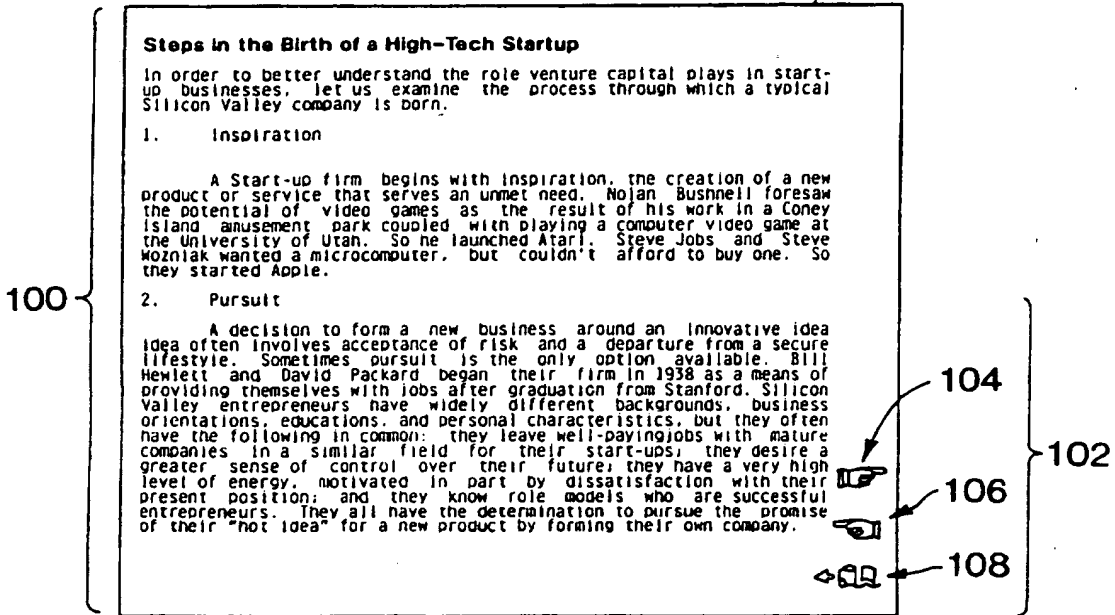 Steps in the Birth of a High-Tech Startup
In order to better understand the role venture capital plays in start-
up businesses, let us examine the process through which a typical
Silicon Valley company is born.
1. Inspiration
A Start-up firm begins with inspiration, the creation of a new
product or service that serves an unmet need. Nolan Bushnell foresaw
the potential of video games as the result of his work in a Coney
Island amusement park coupled with playing a computer video game at
the University of Utah. So he launched Atari. Steve Jobs and Steve
Wozniak wanted a microcomputer, but couldn't afford to buy one. So
they started Apple.
100
2. Pursuit
A decision to form a new business around an innovative idea
idea often involves acceptance of risk and a departure from a secure
lifestyle. Sometimes pursuit is the only option available. Bill
Hewlett and David Packard began their firm in 1938 as a means of
providing themselves with jobs after graduation from Stanford. Silicon
Valley entrepreneurs have widely different backgrounds, business
orientations, educations, and personal characteristics, but they often
have the following in common: they leave well-payingjobs with mature
companies in a similar field for their start-ups; they desire a
greater sense of control over their future; they have a very high
level of energy, motivated in part by dissatisfaction with their
present position; and they know role models who are successful
entrepreneurs. They all have the determination to pursue the promise
of their "hot idea" for a new product by forming their own company.
104
102
106
108